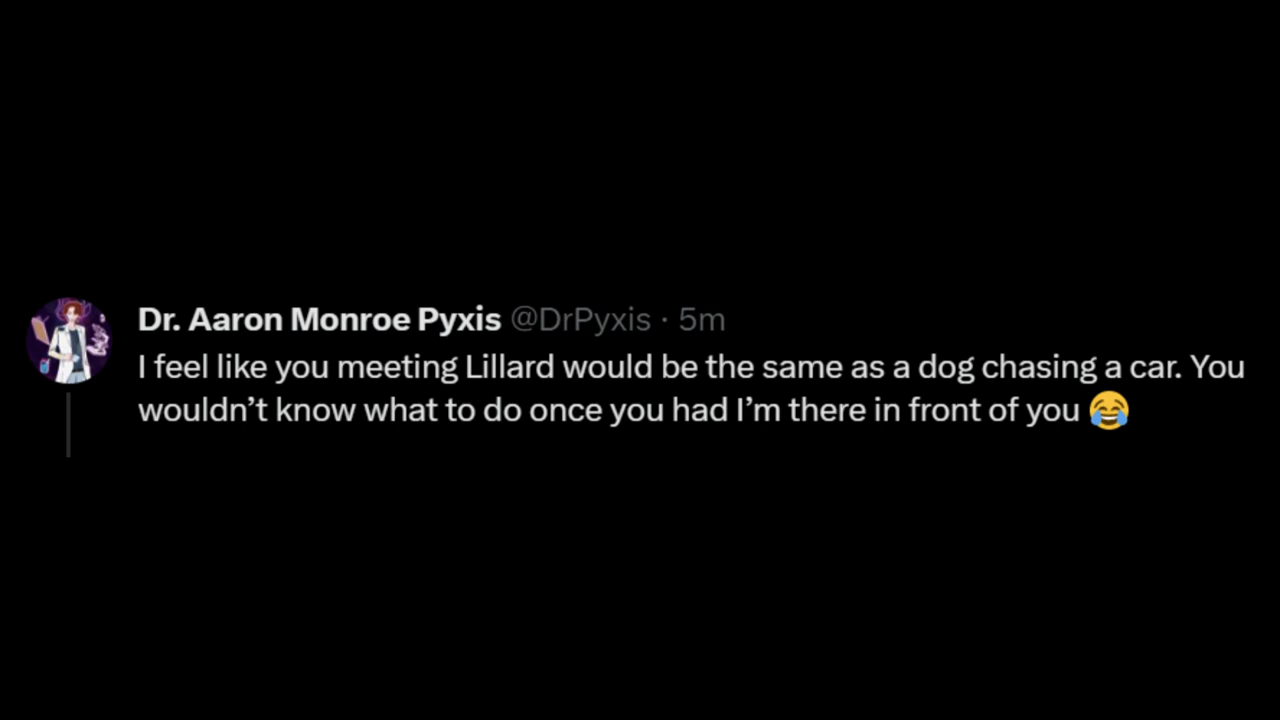 Dr. Aaron Monroe Pyxis @DrPyxis · 5m
I feel like you meeting Lillard would be the same as a dog chasing a car. You
wouldn’t know what to do once you had I’m there in front of you 😂